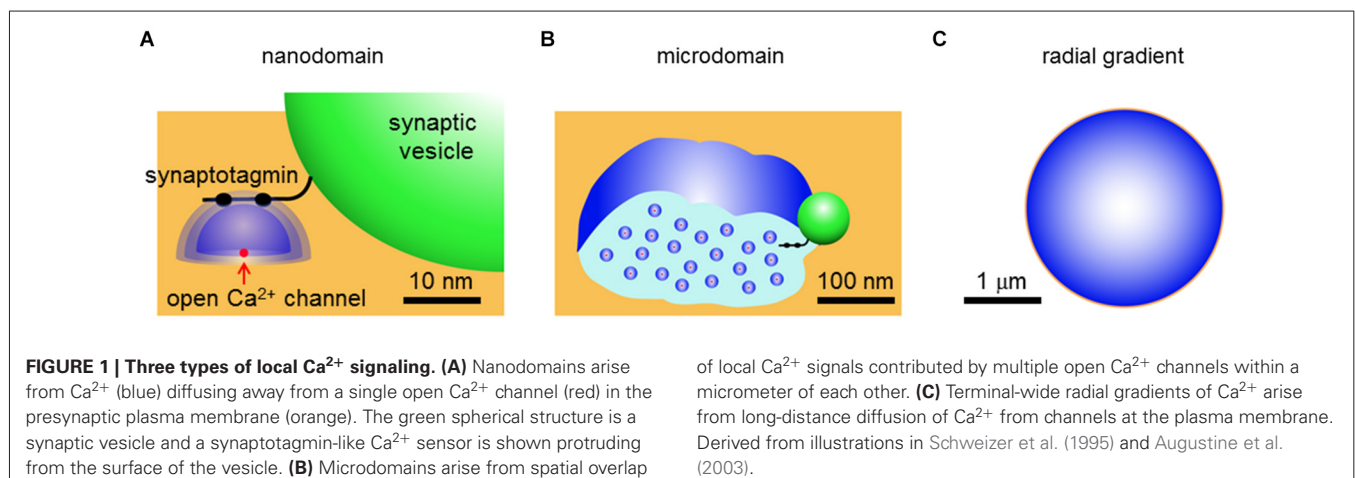 A
nanodomain
synaptic
vesicle
synaptotagmin
open Ca²⁺ channel
10 nm
B
microdomain
100 nm
C
radial gradient
1 μm
FIGURE 1 | Three types of local Ca²⁺ signaling. (A) Nanodomains arise
from Ca²⁺ (blue) diffusing away from a single open Ca²⁺ channel (red) in the
presynaptic plasma membrane (orange). The green spherical structure is a
synaptic vesicle and a synaptotagmin-like Ca²⁺ sensor is shown protruding
from the surface of the vesicle. (B) Microdomains arise from spatial overlap
of local Ca²⁺ signals contributed by multiple open Ca²⁺ channels within a
micrometer of each other. (C) Terminal-wide radial gradients of Ca²⁺ arise
from long-distance diffusion of Ca²⁺ from channels at the plasma membrane.
Derived from illustrations in Schweizer et al. (1995) and Augustine et al.
(2003).